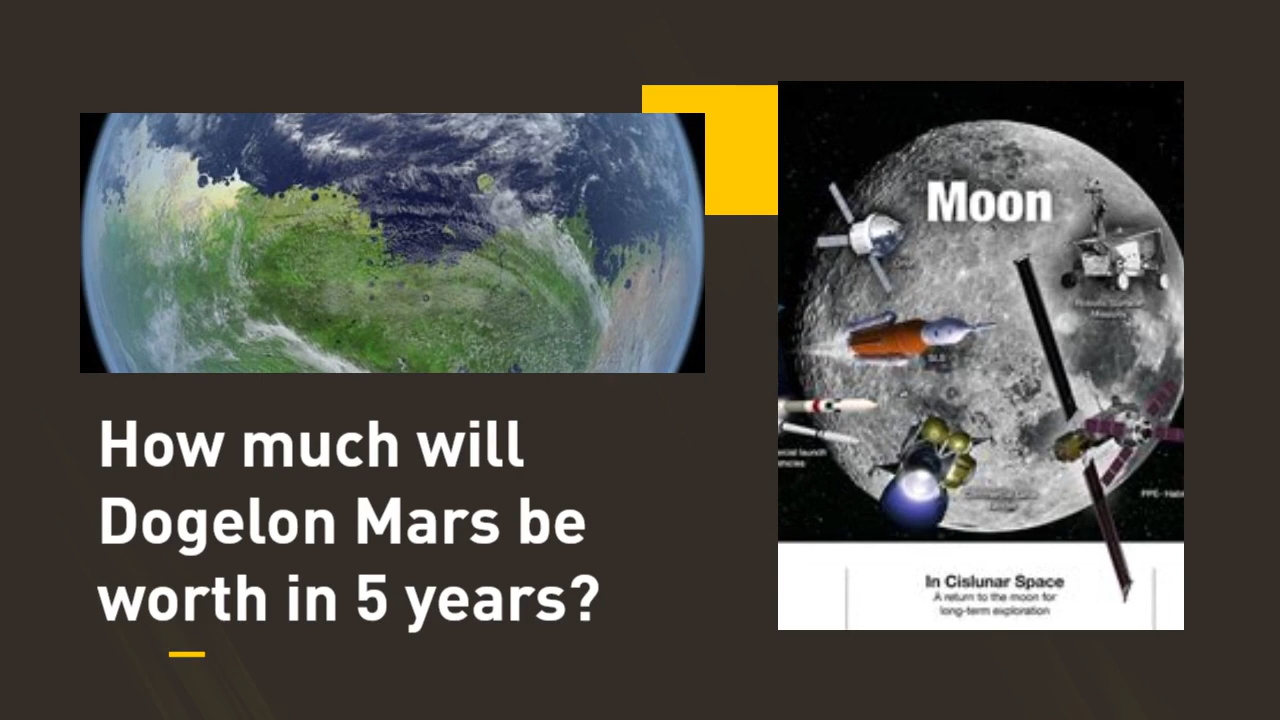 How much will
Dogelon Mars be
worth in 5 years?
Moon
SLS
In Cislunar Space
A return to the moon for
long-term exploration